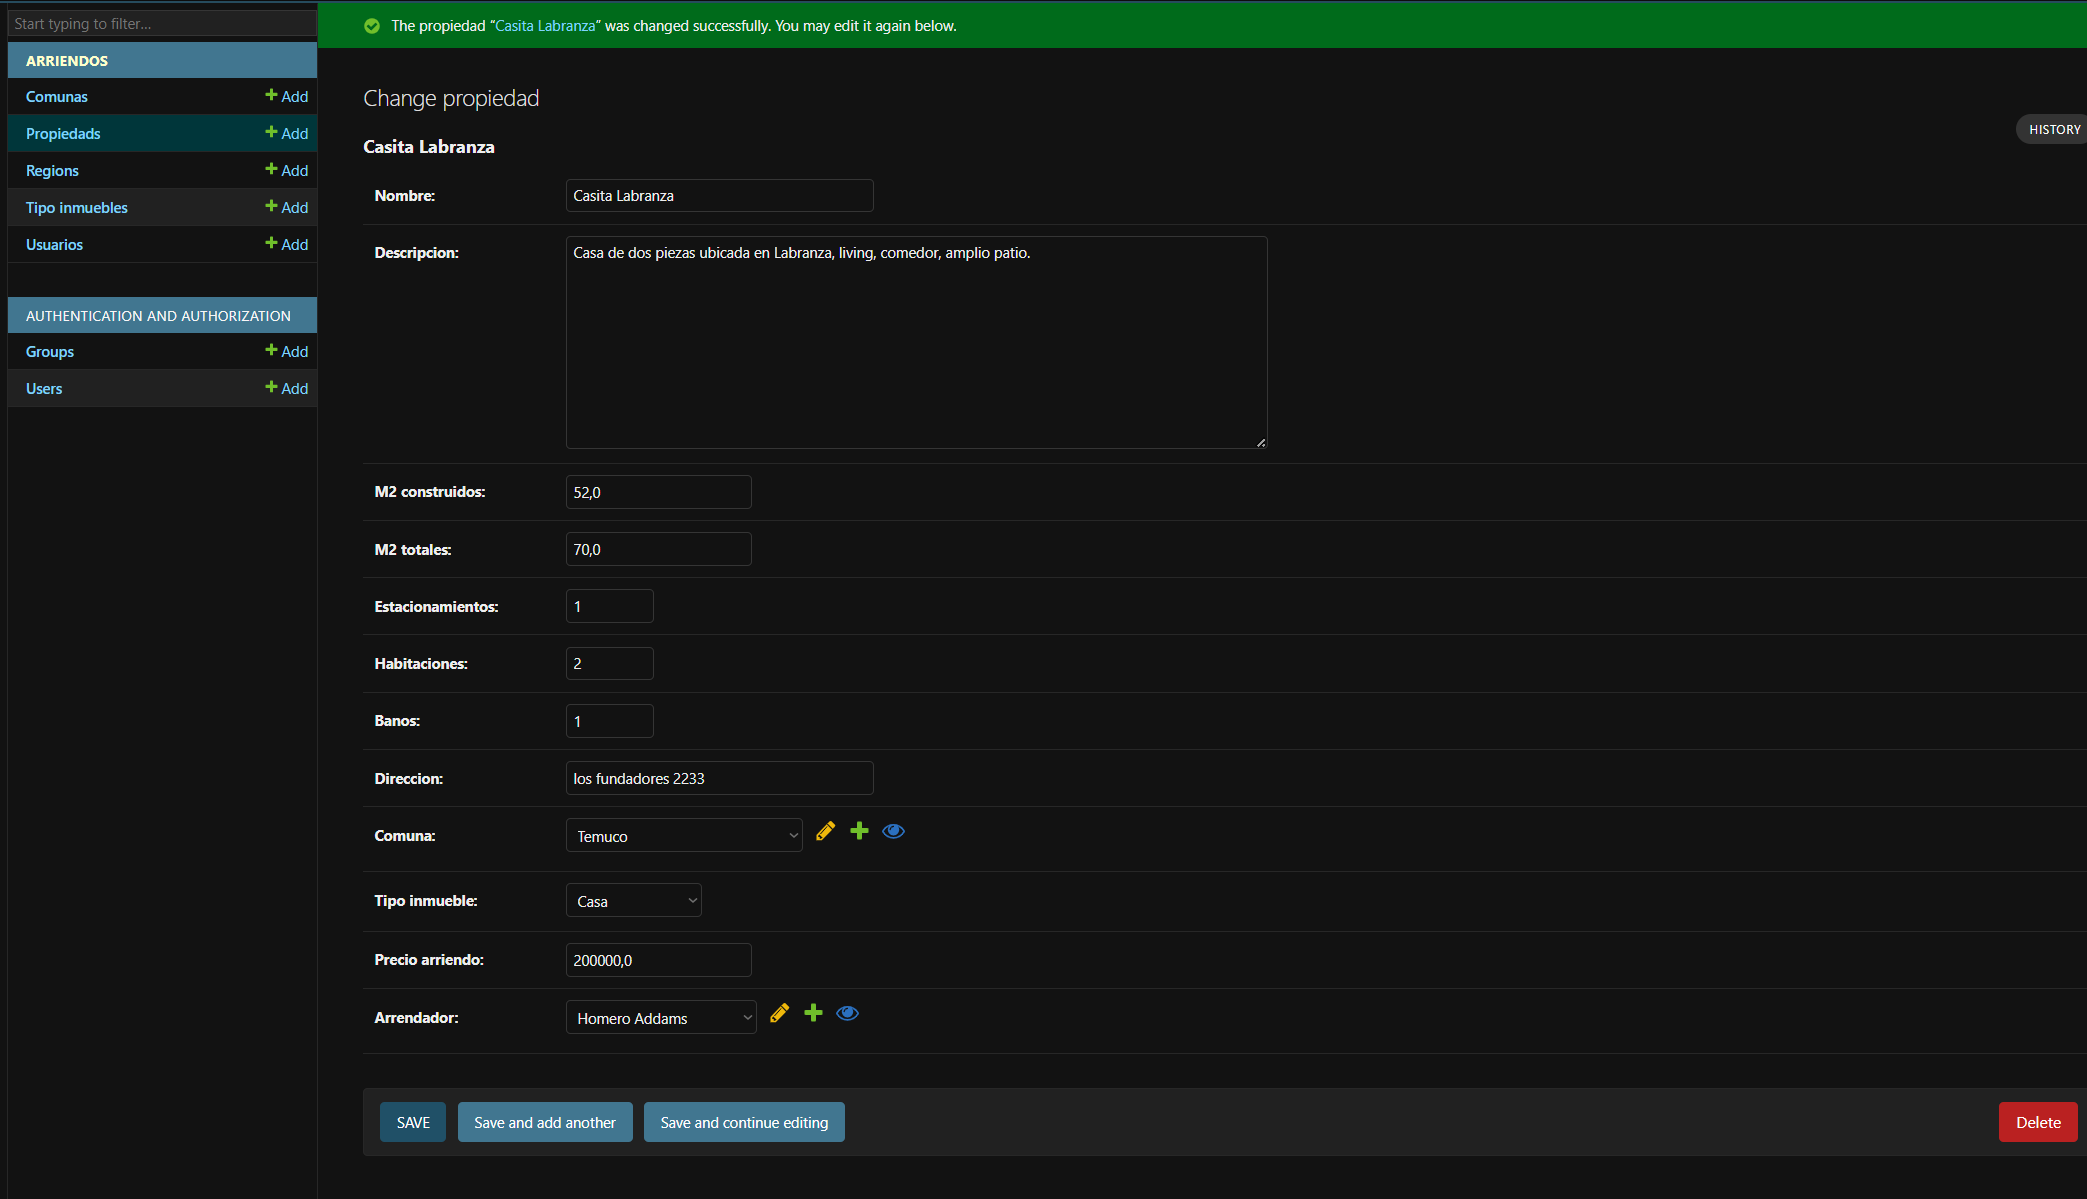 Start typing to filter...
ARRIENDOS
Comunas + Add
Propiedads + Add
Regions + Add
Tipo inmuebles + Add
Usuarios + Add
AUTHENTICATION AND AUTHORIZATION
Groups + Add
Users + Add
The propiedad “Casita Labranza” was changed successfully. You may edit it again below.
Change propiedad
HISTORY
Casita Labranza
Nombre: Casita Labranza
Descripcion: Casa de dos piezas ubicada en Labranza, living, comedor, amplio patio.
M2 construidos: 52,0
M2 totales: 70,0
Estacionamientos: 1
Habitaciones: 2
Banos: 1
Direccion: los fundadores 2233
Comuna: Temuco
Tipo inmueble: Casa
Precio arriendo: 200000,0
Arrendador: Homero Addams
SAVE Save and add another Save and continue editing Delete